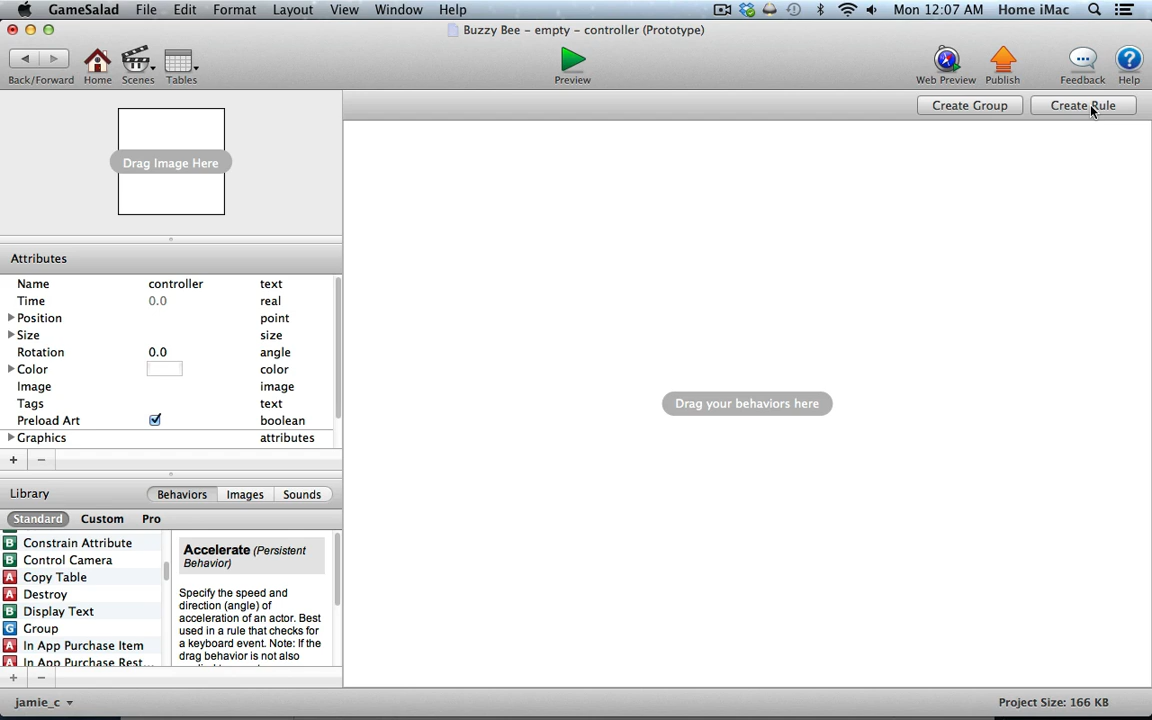 GameSalad File Edit Format Layout View Window Help Mon 12:07 AM Home iMac
Buzzy Bee – empty – controller (Prototype)
Back/Forward Home Scenes Tables Preview Web Preview Publish Feedback Help
Create Group Create Rule
Drag Image Here
Attributes
Name controller text
Time 0.0 real
Position point
Size size
Rotation 0.0 angle
Color color
Image image
Tags text
Preload Art boolean
Graphics attributes
+ −
Drag your behaviors here
Library Behaviors Images Sounds
Standard Custom Pro
B Constrain Attribute
B Control Camera
A Copy Table
A Destroy
B Display Text
G Group
A In App Purchase Item
A In App Purchase Rest...
Accelerate (Persistent
Behavior)
Specify the speed and
direction (angle) of
acceleration of an actor. Best
used in a rule that checks for
a keyboard event. Note: If the
drag behavior is not also
+ −
jamie_c Project Size: 166 KB